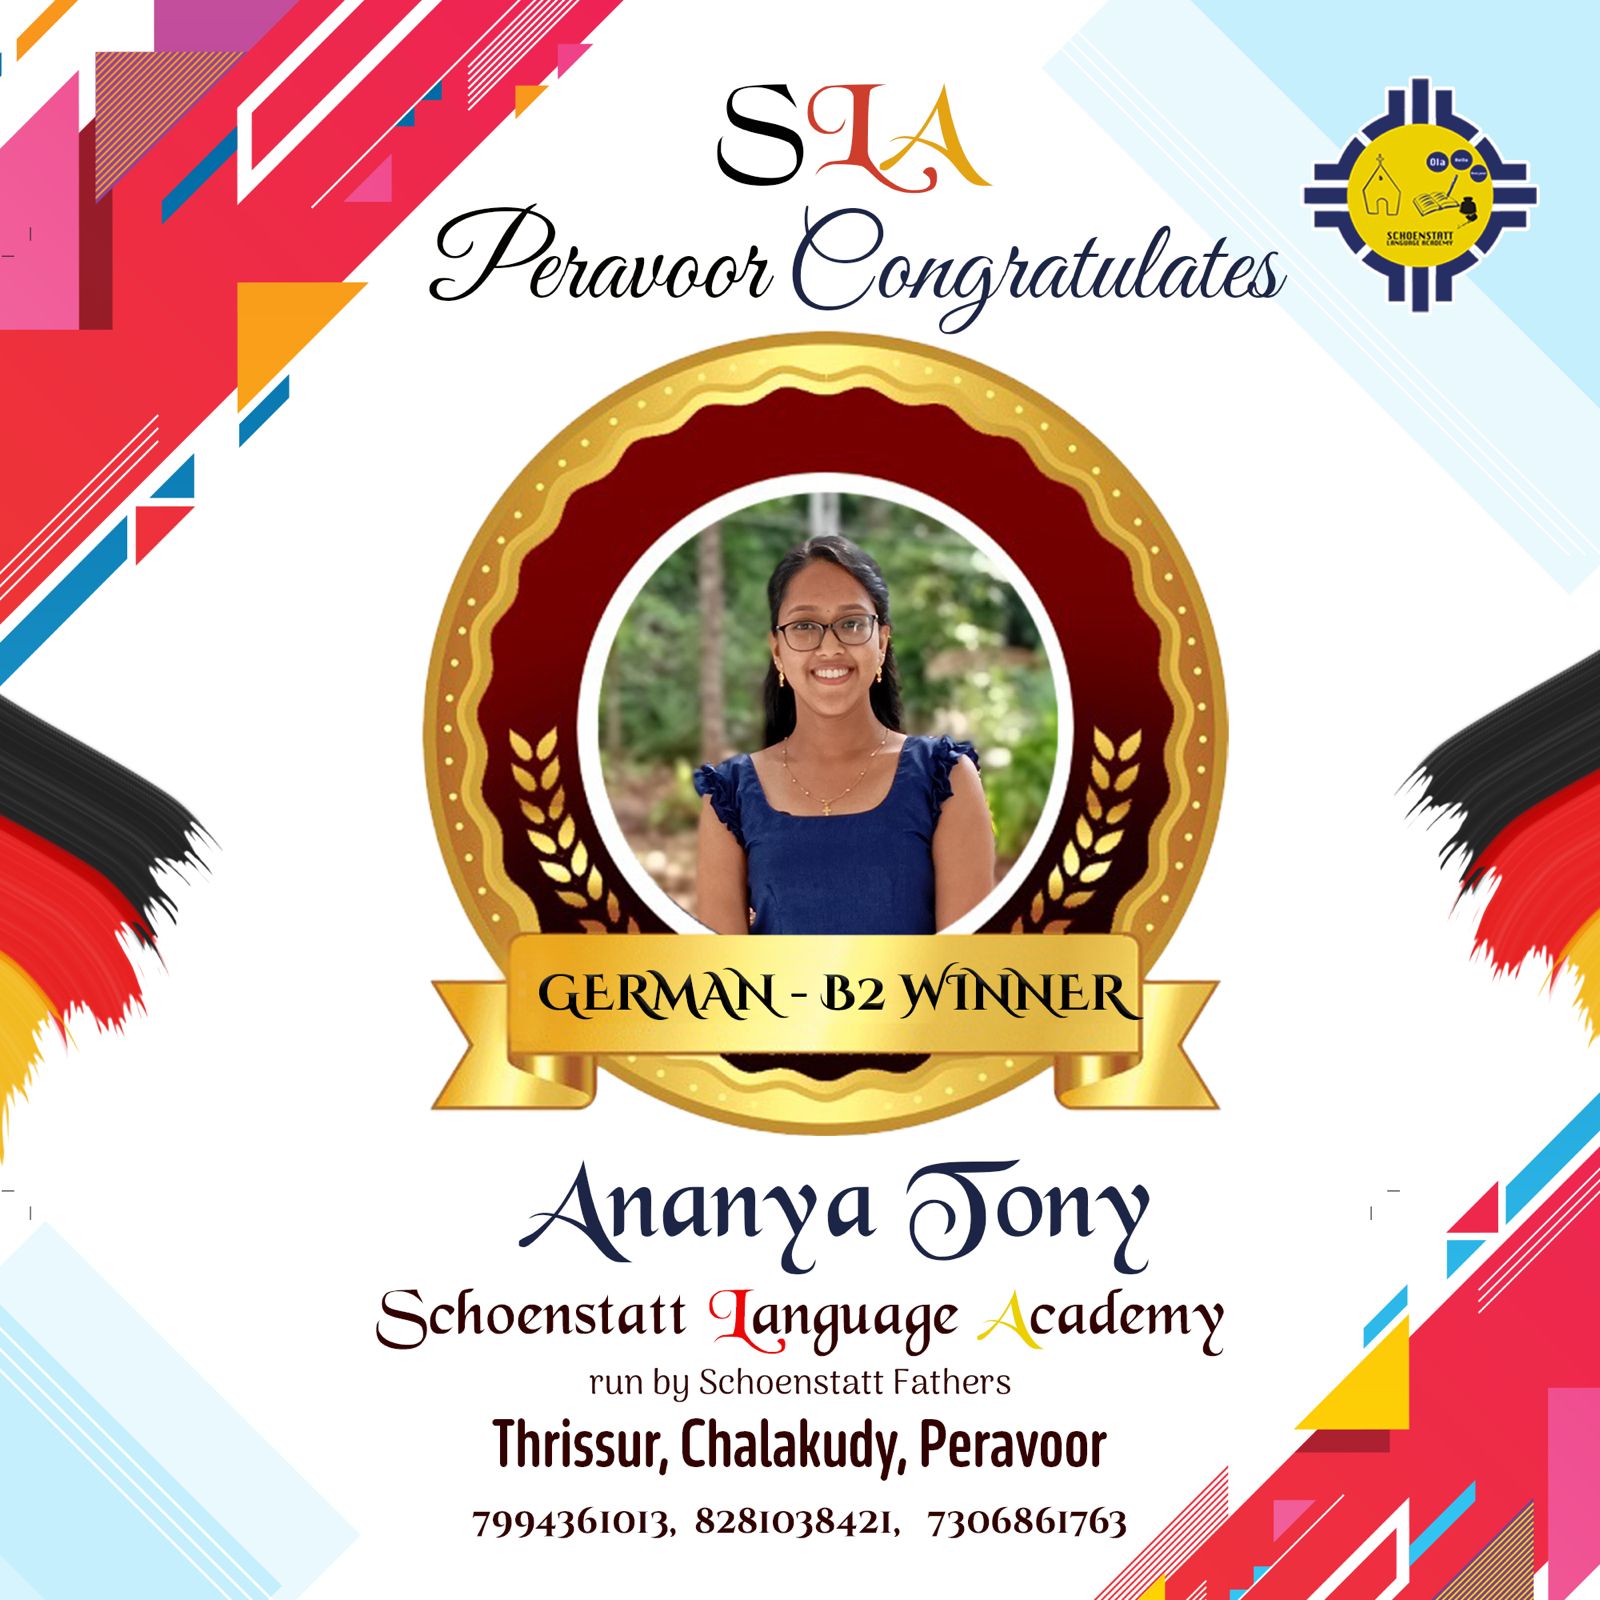 SLA
Peravoor Congratulates
Ola
Hello
SCHOENSTATT
LANGUAGE ACADEMY
GERMAN - B2 WINNER
Ananya Tony
Schoenstatt Language Academy
run by Schoenstatt Fathers
Thrissur, Chalakudy, Peravoor
7994361013, 8281038421, 7306861763